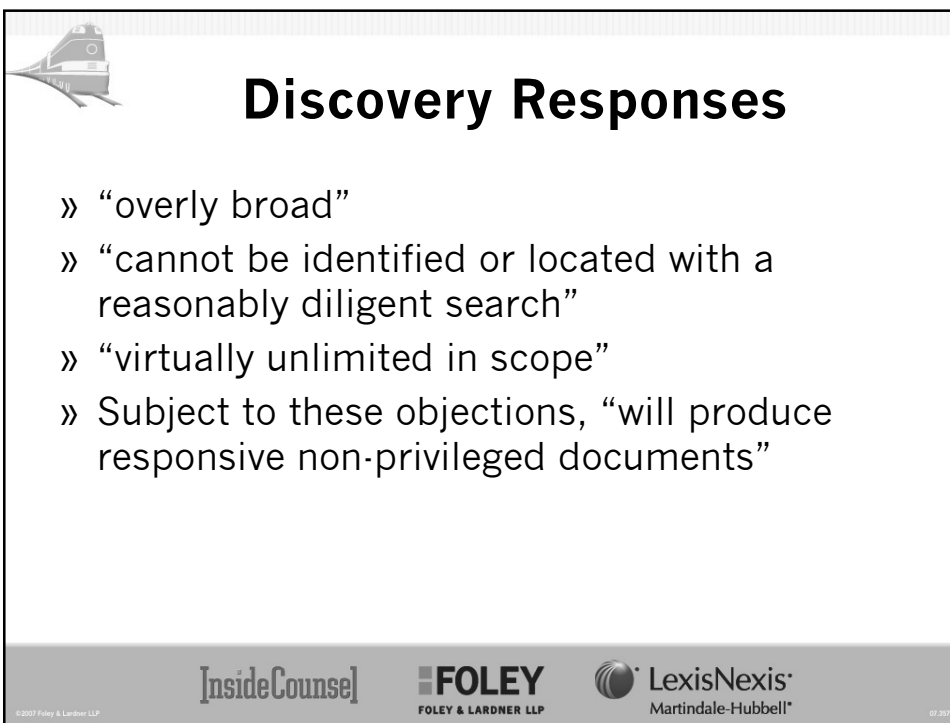 Discovery Responses
» “overly broad”
» “cannot be identified or located with a
reasonably diligent search”
» “virtually unlimited in scope”
» Subject to these objections, “will produce
responsive non-privileged documents”
InsideCounsel
FOLEY
FOLEY & LARDNER LLP
LexisNexis®
Martindale-Hubbell®
©2007 Foley & Lardner LLP